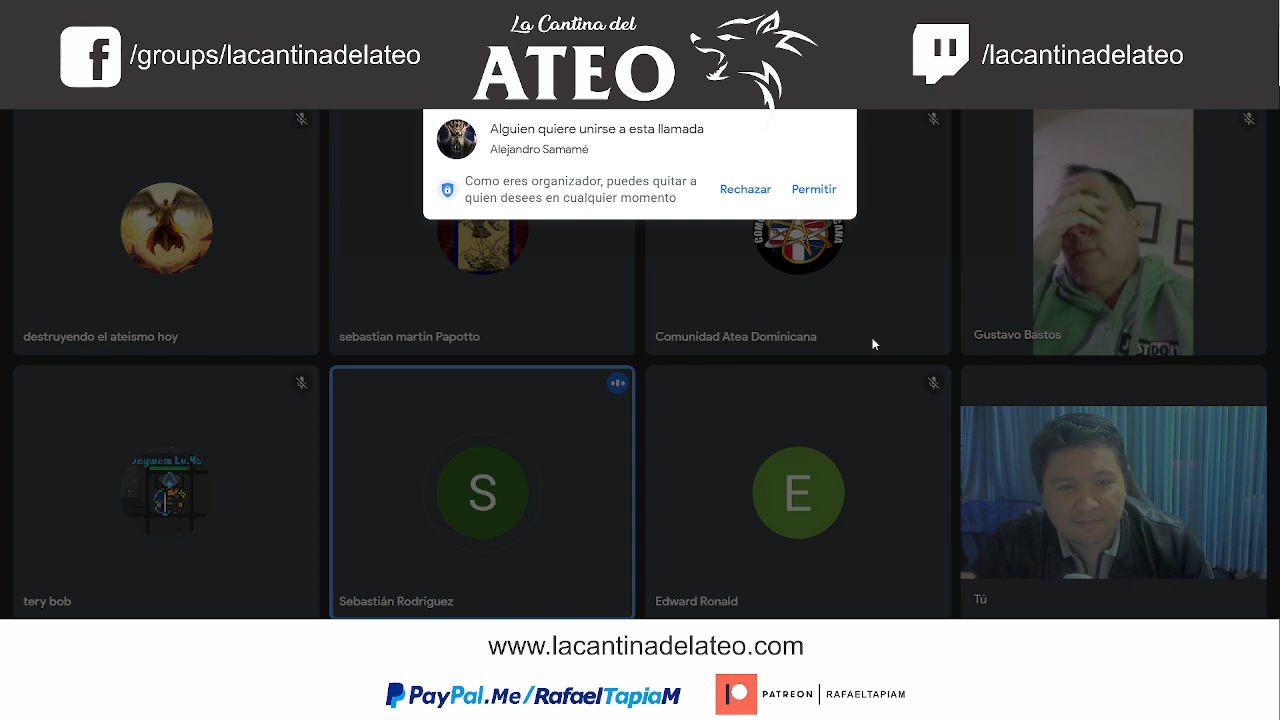 /groups/lacantinadelateo
La Cantina del
ATEO
/lacantinadelateo
Alguien quiere unirse a esta llamada
Alejandro Samamé
Como eres organizador, puedes quitar a
quien desees en cualquier momento
Rechazar
Permitir
destruyendo el ateismo hoy
sebastian martin Papotto
Comunidad Atea Dominicana
Gustavo Bastos
S
E
tery bob
Sebastián Rodríguez
Edward Ronald
Tú
www.lacantinadelateo.com
PayPal.Me/RafaelTapiaM
PATREON | RAFAELTAPIAM